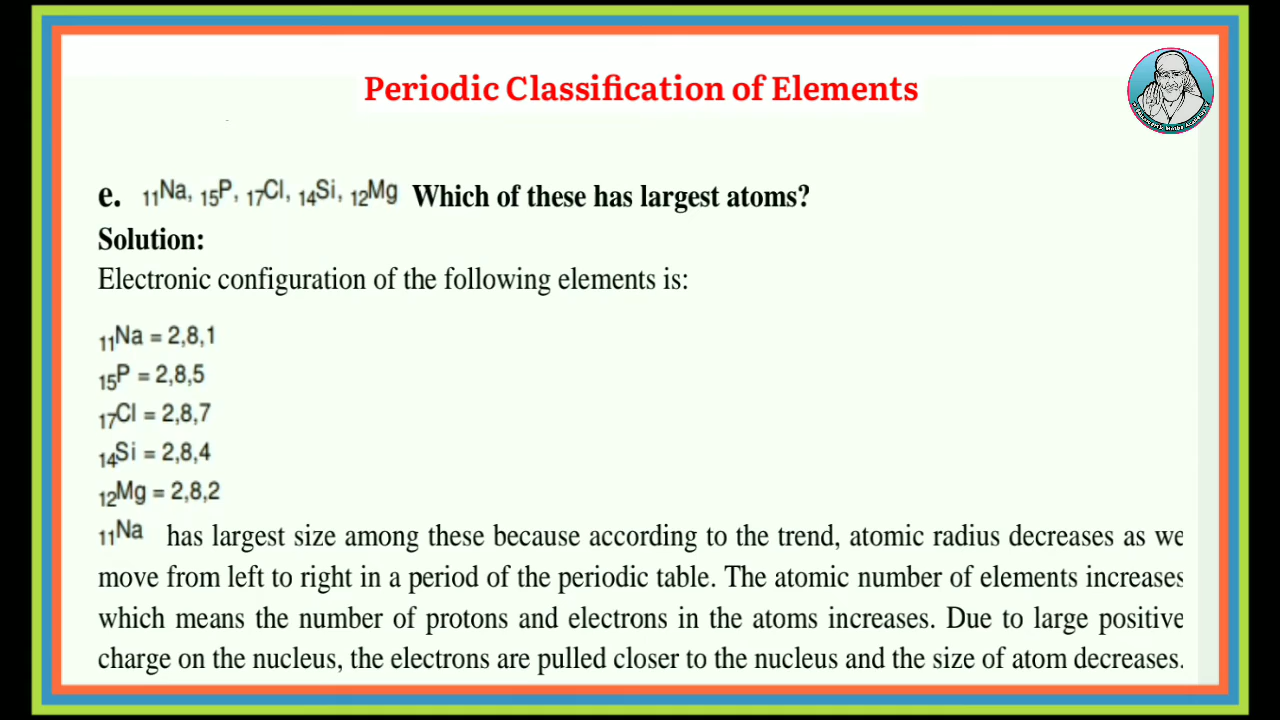 Periodic Classification of Elements
e. ₁₁Na, ₁₅P, ₁₇Cl, ₁₄Si, ₁₂Mg Which of these has largest atoms?
Solution:
Electronic configuration of the following elements is:
₁₁Na = 2,8,1
₁₅P = 2,8,5
₁₇Cl = 2,8,7
₁₄Si = 2,8,4
₁₂Mg = 2,8,2
₁₁Na has largest size among these because according to the trend, atomic radius decreases as we
move from left to right in a period of the periodic table. The atomic number of elements increases
which means the number of protons and electrons in the atoms increases. Due to large positive
charge on the nucleus, the electrons are pulled closer to the nucleus and the size of atom decreases.